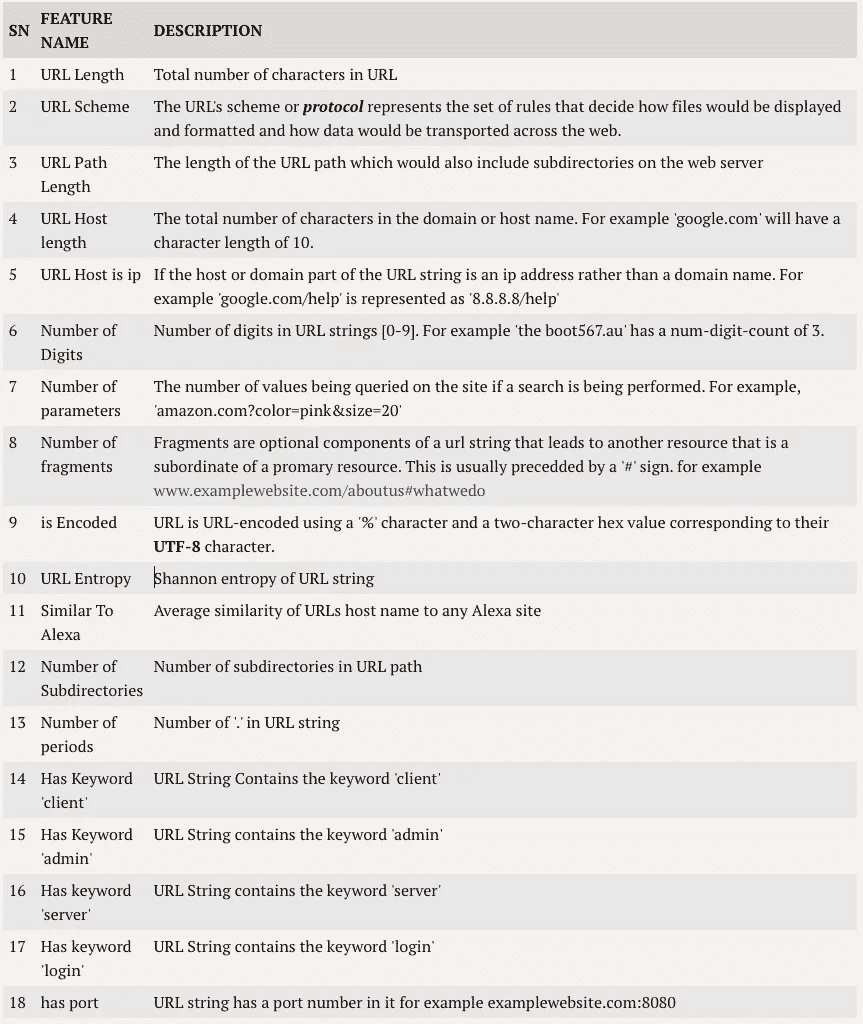 SN FEATURE NAME DESCRIPTION
1 URL Length Total number of characters in URL
2 URL Scheme The URL's scheme or protocol represents the set of rules that decide how files would be displayed
and formatted and how data would be transported across the web.
3 URL Path Length The length of the URL path which would also include subdirectories on the web server
4 URL Host length The total number of characters in the domain or host name. For example 'google.com' will have a
character length of 10.
5 URL Host is ip If the host or domain part of the URL string is an ip address rather than a domain name. For
example 'google.com/help' is represented as '8.8.8.8/help'
6 Number of Digits Number of digits in URL strings [0-9]. For example 'the boot567.au' has a num-digit-count of 3.
7 Number of parameters The number of values being queried on the site if a search is being performed. For example,
'amazon.com?color=pink&size=20'
8 Number of fragments Fragments are optional components of a url string that leads to another resource that is a
subordinate of a promary resource. This is usually precedded by a '#' sign. for example
www.examplewebsite.com/aboutus#whatwedo
9 is Encoded URL is URL-encoded using a '%' character and a two-character hex value corresponding to their
UTF-8 character.
10 URL Entropy Shannon entropy of URL string
11 Similar To Alexa Average similarity of URLs host name to any Alexa site
12 Number of Subdirectories Number of subdirectories in URL path
13 Number of periods Number of '.' in URL string
14 Has Keyword 'client' URL String Contains the keyword 'client'
15 Has Keyword 'admin' URL String contains the keyword 'admin'
16 Has keyword 'server' URL String contains the keyword 'server'
17 Has keyword 'login' URL String contains the keyword 'login'
18 has port URL string has a port number in it for example examplewebsite.com:8080